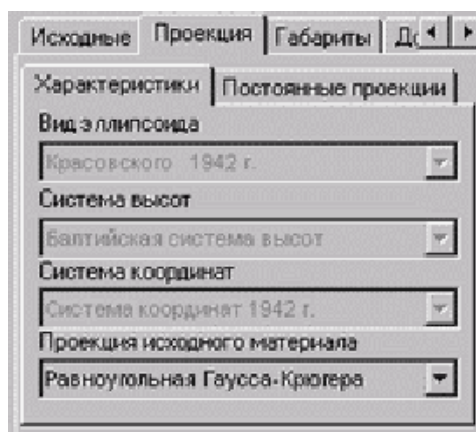 Исходные Проекция Габариты
Характеристики Постоянные проекции
Вид эллипсоида
Красовского 1942 г.
Система высот
Балтийская система высот
Система координат
Система координат 1942 г.
Проекция исходного материала
Равноугольная Гаусса-Крюгера